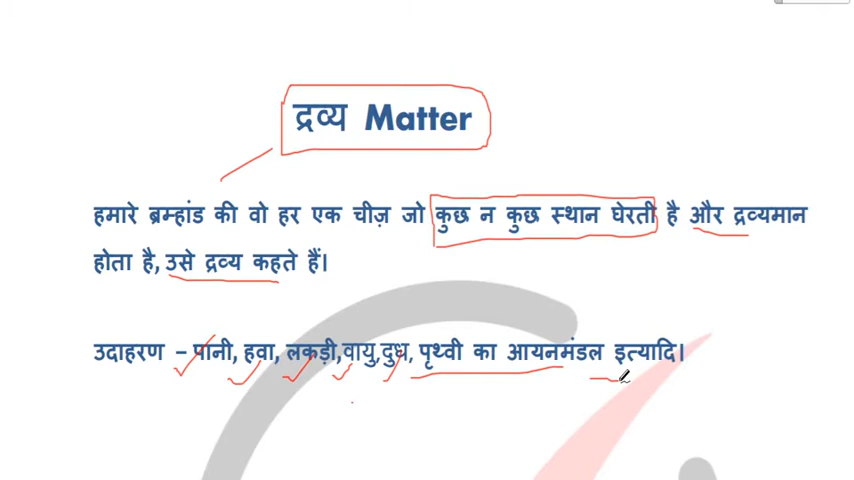 द्रव्य Matter
हमारे ब्रम्हांड की वो हर एक चीज़ जो कुछ न कुछ स्थान घेरती है और द्रव्यमान
होता है, उसे द्रव्य कहते हैं।
उदाहरण – पानी, हवा, लकड़ी,वायु,दुध, पृथ्वी का आयनमंडल इत्यादि।